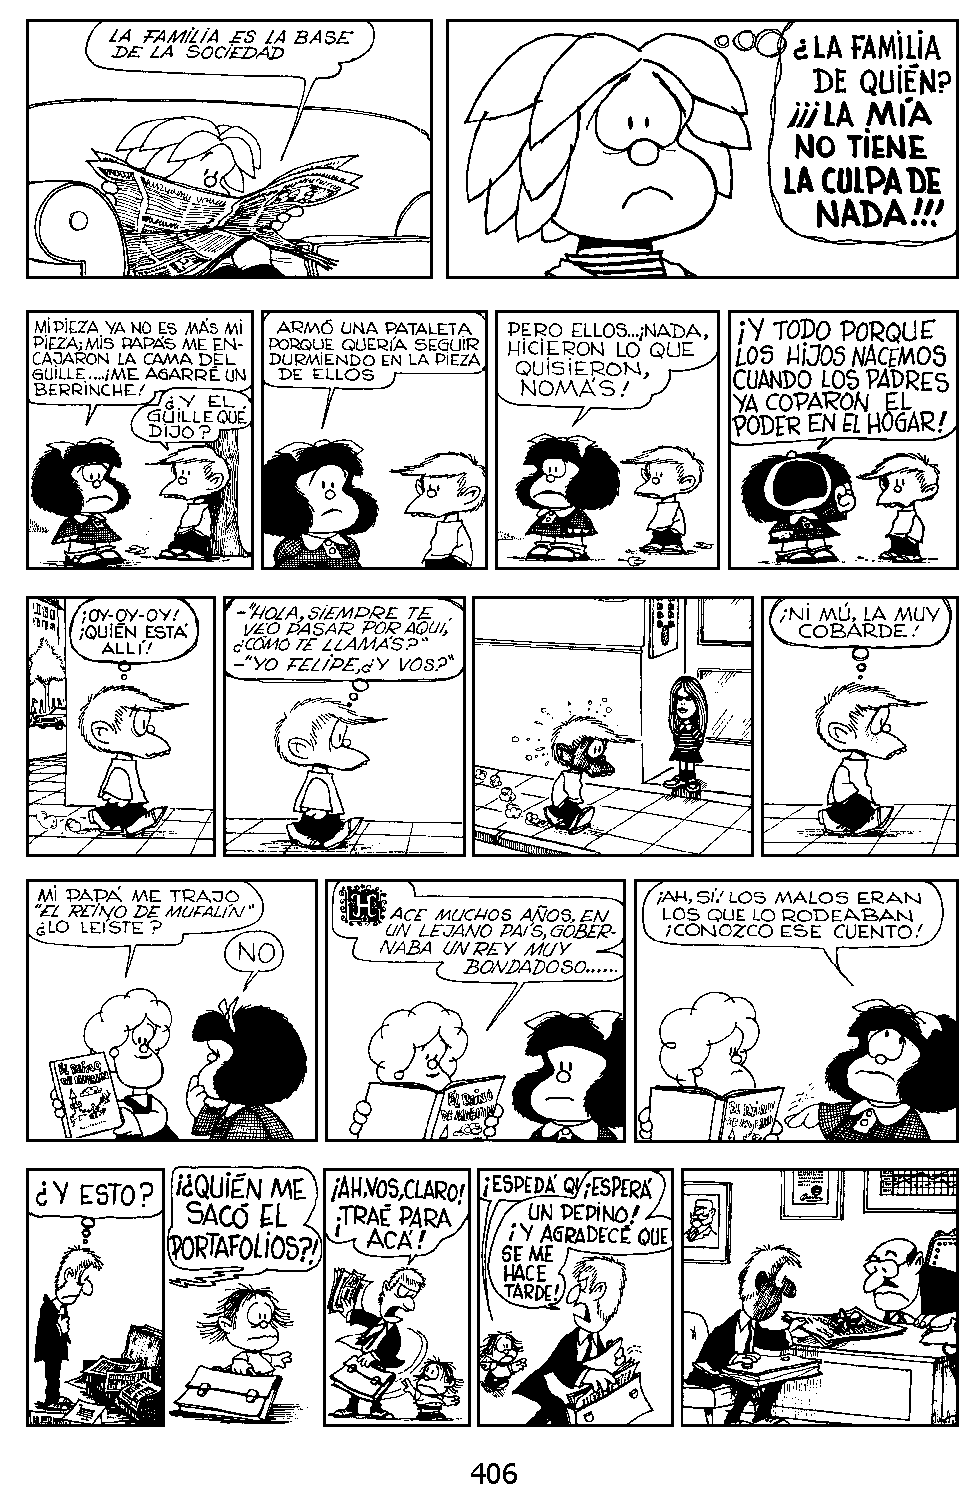 LA FAMILIA ES LA BASE
DE LA SOCIEDAD
¿LA FAMILIA
DE QUIÉN?
¡¡¡LA MÍA
NO TIENE
LA CULPA DE
NADA!!!
MI PIEZA YA NO ES MÁS MI
PIEZA; MIS PAPÁS ME EN-
CAJARON LA CAMA DEL
GUILLE....¡ME AGARRÉ UN
BERRINCHE!
¿Y EL
GUILLE QUÉ
DIJO?
ARMÓ UNA PATALETA
PORQUE QUERÍA SEGUIR
DURMIENDO EN LA PIEZA
DE ELLOS
PERO ELLOS...¡NADA,
HICIERON LO QUE
QUISIERON,
NOMÁS!
¡Y TODO PORQUE
LOS HIJOS NACEMOS
CUANDO LOS PADRES
YA COPARON EL
PODER EN EL HOGAR!
¡OY-OY-OY!
¡QUIÉN ESTÁ
ALLÍ!
-"HOLA, SIEMPRE TE
VEO PASAR POR AQUÍ,
¿CÓMO TE LLAMÁS?"
-"YO FELIPE, ¿Y VOS?"
¡NI MÚ, LA MUY
COBARDE!
MI PAPÁ ME TRAJO
"EL REINO DE MUFALÍN"
¿LO LEÍSTE?
NO
HACE MUCHOS AÑOS, EN
UN LEJANO PAÍS, GOBER-
NABA UN REY MUY
BONDADOSO......
EL REINO
¡AH, SÍ! LOS MALOS ERAN
LOS QUE LO RODEABAN
¡CONOZCO ESE CUENTO!
EL REINO
¿Y ESTO?
¡¿QUIÉN ME
SACÓ EL
PORTAFOLIOS?!
¡AH, VOS, CLARO!
¡TRAÉ PARA
ACÁ!
¡ESPEDÁ
¡ESPERÁ
UN PEPINO!
¡Y AGRADECÉ QUE
SE ME
HACE
TARDE!
406